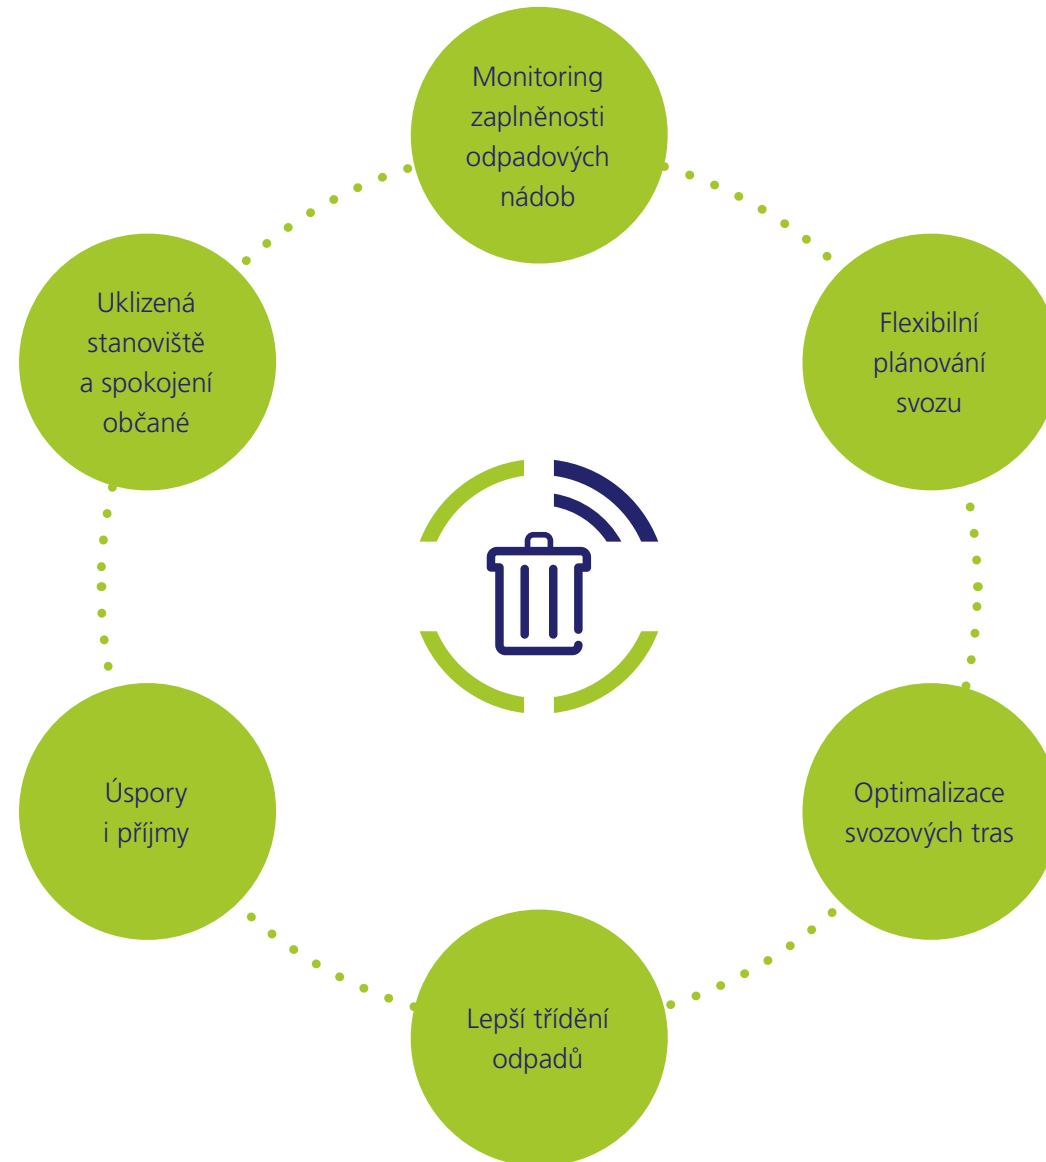 Monitoring
zaplněnosti
odpadových
nádob
Flexibilní
plánování
svozu
Optimalizace
svozových tras
Lepší třídění
odpadů
Úspory
i příjmy
Uklizená
stanoviště
a spokojení
občané